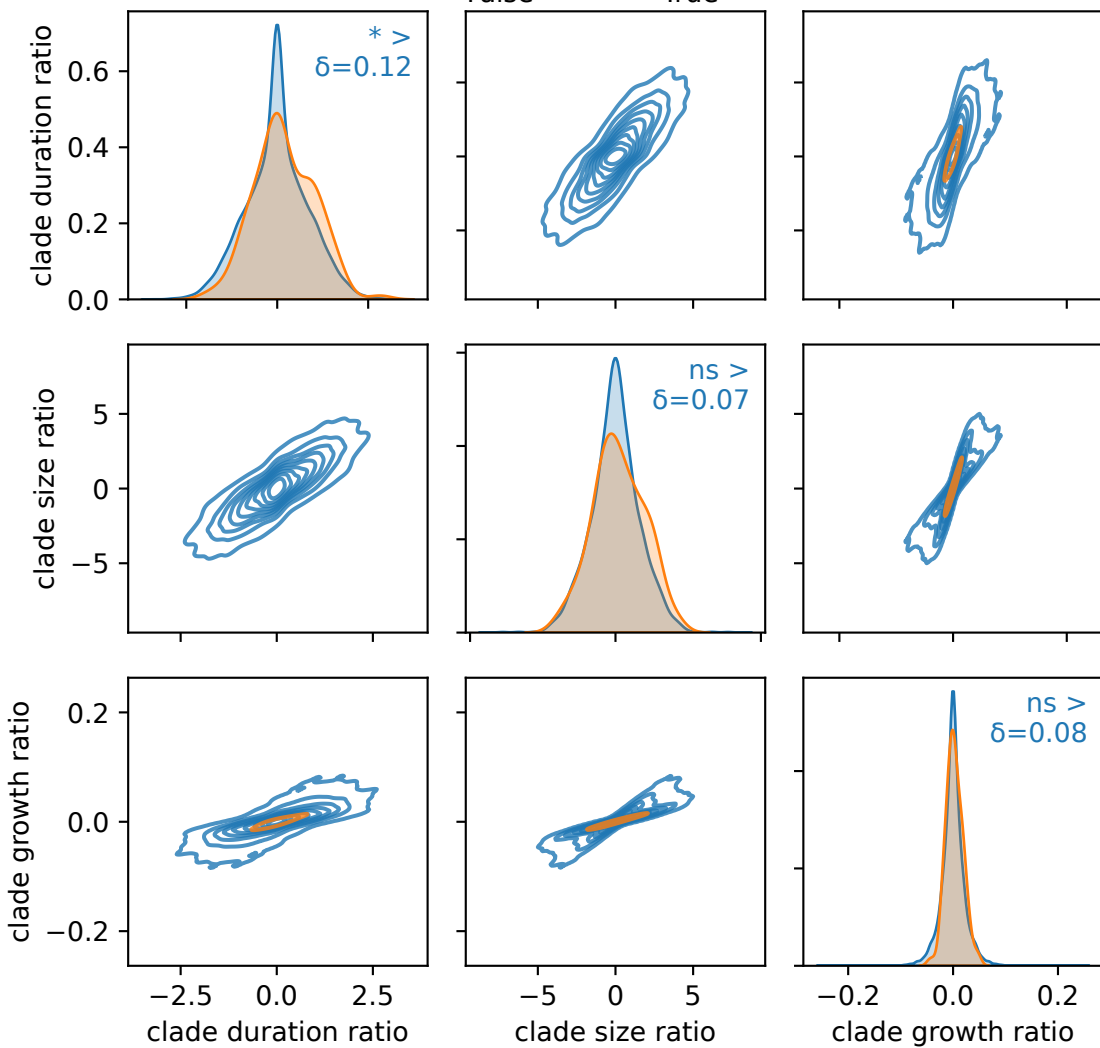 clade duration ratio
0.6
0.4
0.2
0.0
* >
δ=0.12
clade size ratio
5
0
−5
ns >
δ=0.07
clade growth ratio
0.2
0.0
−0.2
ns >
δ=0.08
−2.5 0.0 2.5
−5 0 5
−0.2 0.0 0.2
clade duration ratio
clade size ratio
clade growth ratio